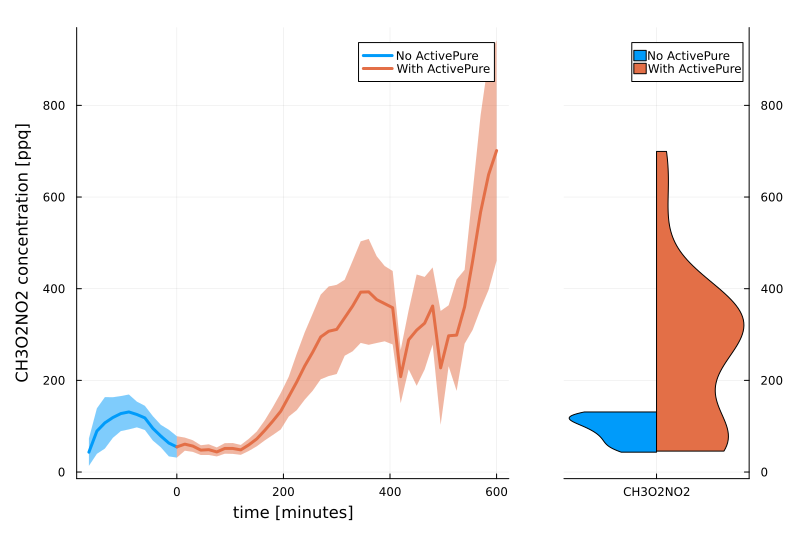 CH3O2NO2 concentration [ppq]
800
600
400
200
0
0 200 400 600
time [minutes]
No ActivePure
With ActivePure
No ActivePure
With ActivePure
800
600
400
200
0
CH3O2NO2